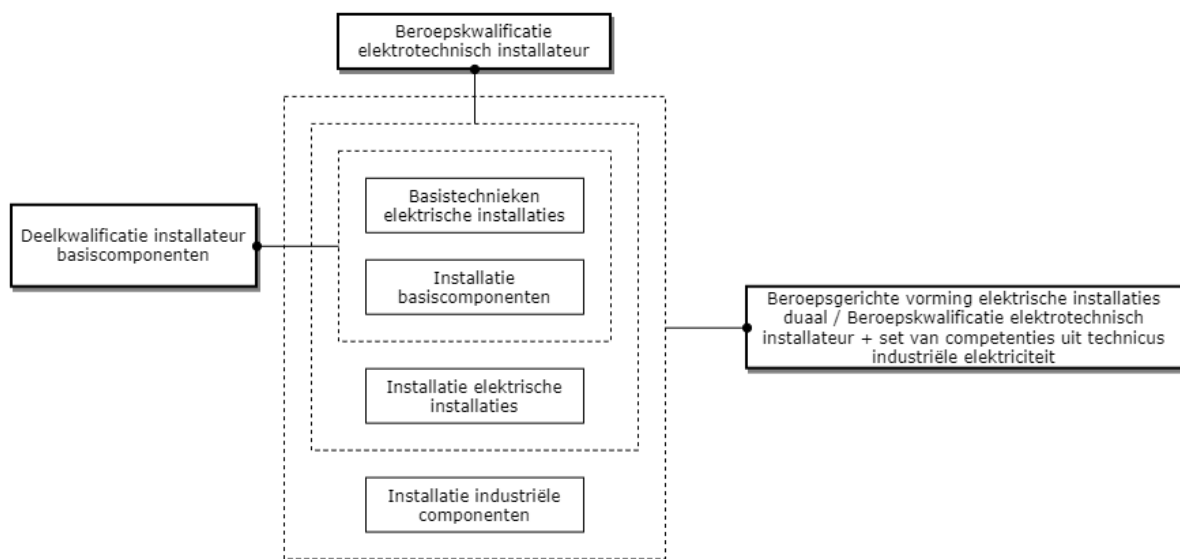 Beroepskwalificatie
elektrotechnisch installateur
Basistechnieken
elektrische installaties
Deelkwalificatie installateur
basiscomponenten
Installatie
basiscomponenten
Beroepsgerichte vorming elektrische installaties
duaal / Beroepskwalificatie elektrotechnisch
installateur + set van competenties uit technicus
industriële elektriciteit
Installatie elektrische
installaties
Installatie industriële
componenten